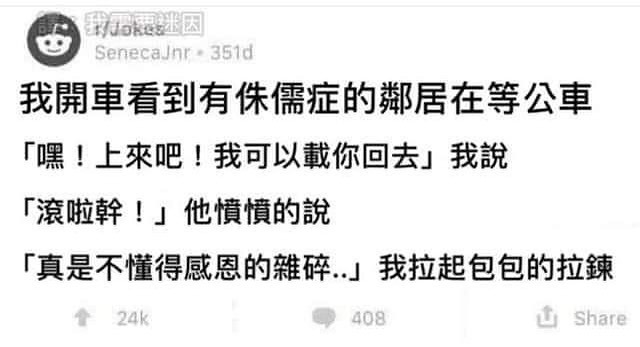 我需要迷因
r/Jokes
SenecaJnr • 351d
我開車看到有侏儒症的鄰居在等公車
「嘿！上來吧！我可以載你回去」我說
「滾啦幹！」他憤憤的說
「真是不懂得感恩的雜碎..」我拉起包包的拉鍊
24k 408 Share